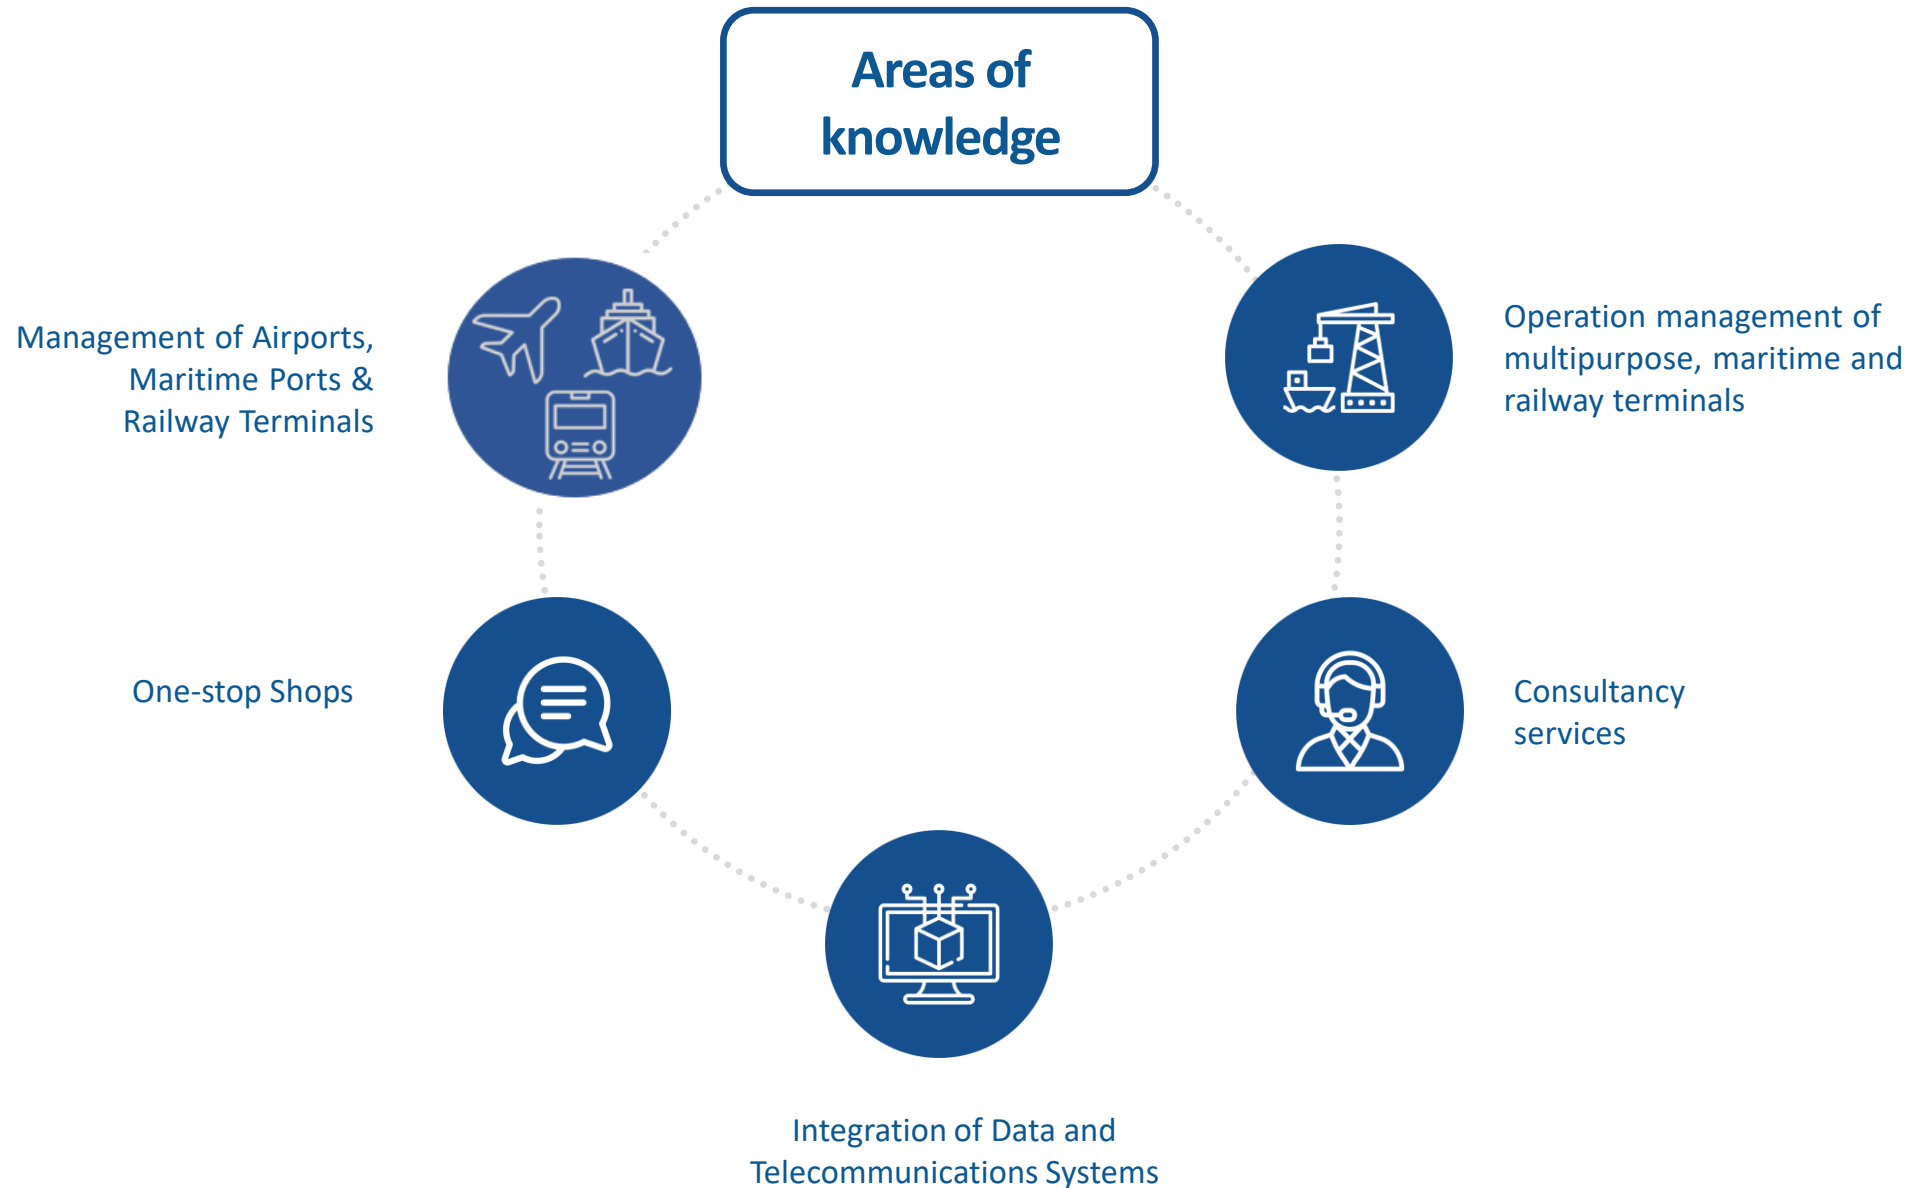 Areas of
knowledge
Management of Airports,
Maritime Ports &
Railway Terminals
Operation management of
multipurpose, maritime and
railway terminals
One-stop Shops
Consultancy
services
Integration of Data and
Telecommunications Systems